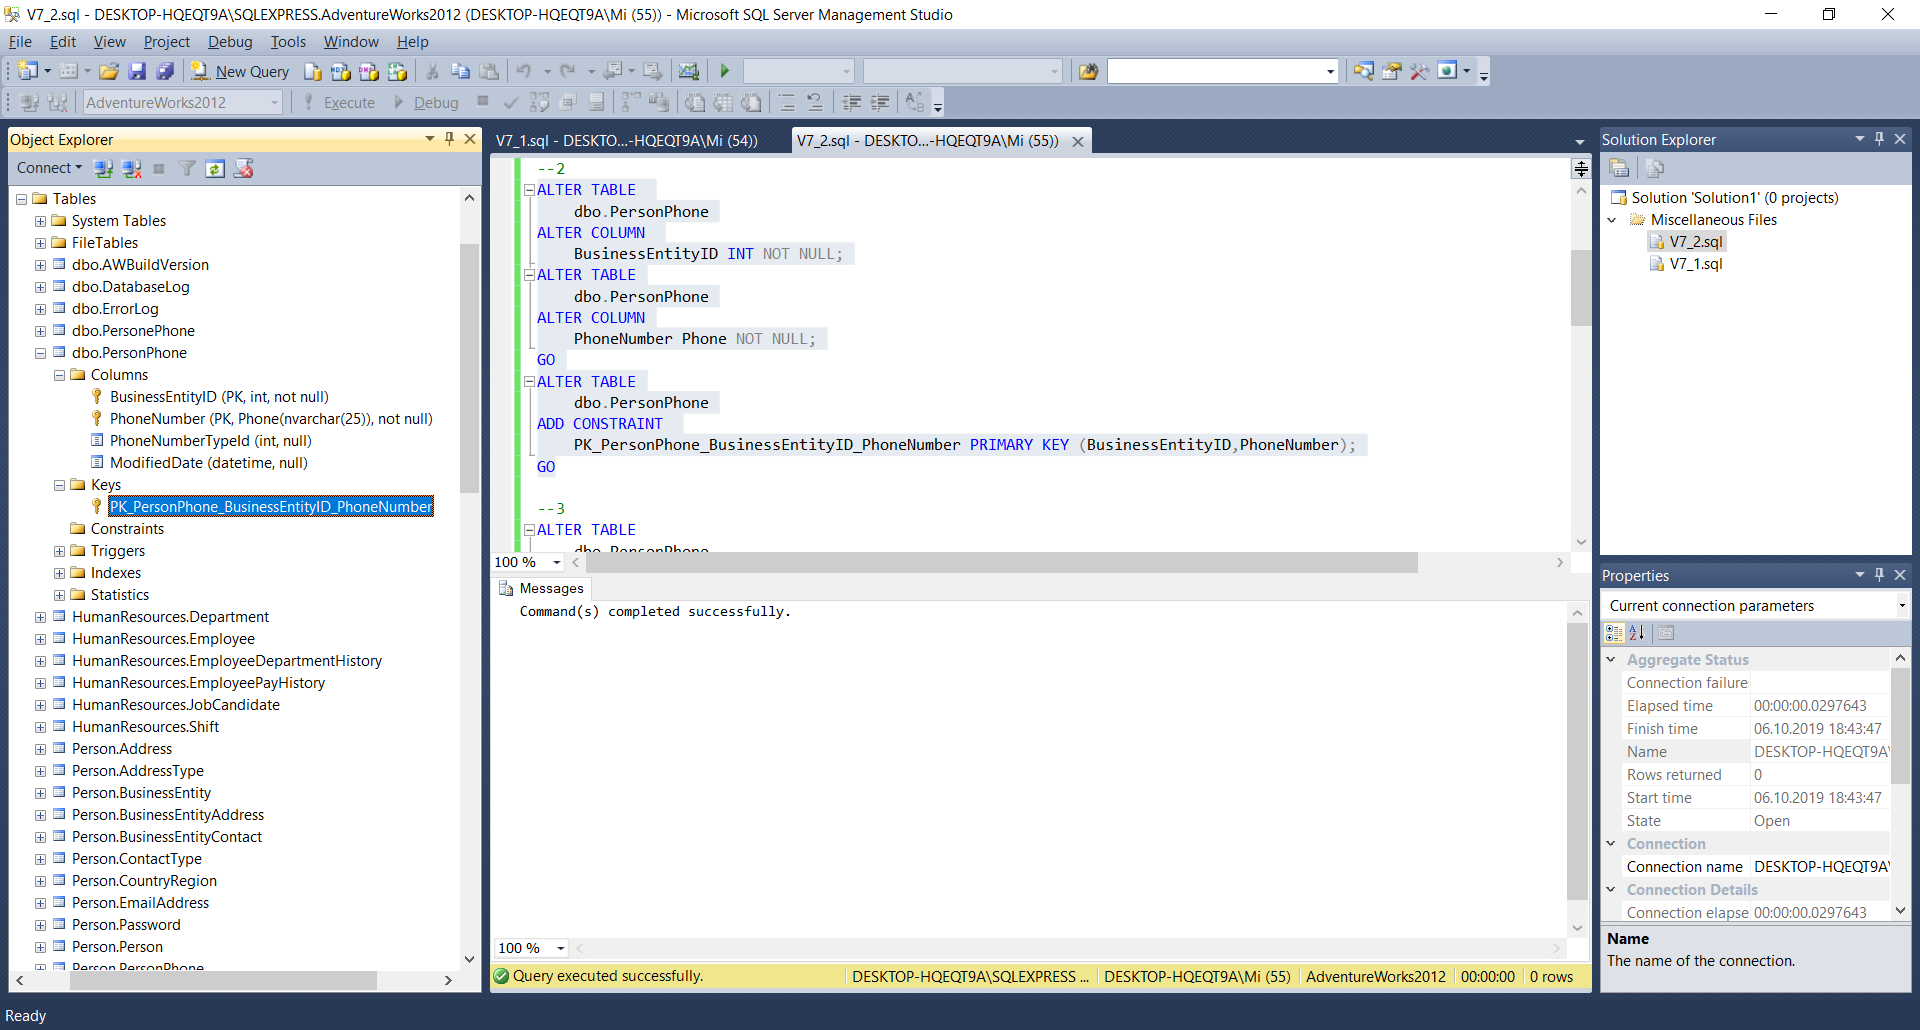 V7_2.sql - DESKTOP-HQEQT9A\SQLEXPRESS.AdventureWorks2012 (DESKTOP-HQEQT9A\Mi (55)) - Microsoft SQL Server Management Studio
File Edit View Project Debug Tools Window Help
New Query
AdventureWorks2012 Execute Debug
Object Explorer
Connect
Tables
System Tables
FileTables
dbo.AWBuildVersion
dbo.DatabaseLog
dbo.ErrorLog
dbo.PersonePhone
dbo.PersonPhone
Columns
BusinessEntityID (PK, int, not null)
PhoneNumber (PK, Phone(nvarchar(25)), not null)
PhoneNumberTypeId (int, null)
ModifiedDate (datetime, null)
Keys
PK_PersonPhone_BusinessEntityID_PhoneNumber
Constraints
Triggers
Indexes
Statistics
HumanResources.Department
HumanResources.Employee
HumanResources.EmployeeDepartmentHistory
HumanResources.EmployeePayHistory
HumanResources.JobCandidate
HumanResources.Shift
Person.Address
Person.AddressType
Person.BusinessEntity
Person.BusinessEntityAddress
Person.BusinessEntityContact
Person.ContactType
Person.CountryRegion
Person.EmailAddress
Person.Password
Person.Person
Person.PersonPhone
V7_1.sql - DESKTO...-HQEQT9A\Mi (54)) V7_2.sql - DESKTO...-HQEQT9A\Mi (55))
--2
ALTER TABLE
dbo.PersonPhone
ALTER COLUMN
BusinessEntityID INT NOT NULL;
ALTER TABLE
dbo.PersonPhone
ALTER COLUMN
PhoneNumber Phone NOT NULL;
GO
ALTER TABLE
dbo.PersonPhone
ADD CONSTRAINT
PK_PersonPhone_BusinessEntityID_PhoneNumber PRIMARY KEY (BusinessEntityID,PhoneNumber);
GO
--3
ALTER TABLE
dbo.PersonPhone
100 %
Messages
Command(s) completed successfully.
100 %
Query executed successfully. DESKTOP-HQEQT9A\SQLEXPRESS ... DESKTOP-HQEQT9A\Mi (55) AdventureWorks2012 00:00:00 0 rows
Solution Explorer
Solution 'Solution1' (0 projects)
Miscellaneous Files
V7_2.sql
V7_1.sql
Properties
Current connection parameters
Aggregate Status
Connection failure
Elapsed time 00:00:00.0297643
Finish time 06.10.2019 18:43:47
Name DESKTOP-HQEQT9A\
Rows returned 0
Start time 06.10.2019 18:43:47
State Open
Connection
Connection name DESKTOP-HQEQT9A\
Connection Details
Connection elapse 00:00:00.0297643
Name
The name of the connection.
Ready